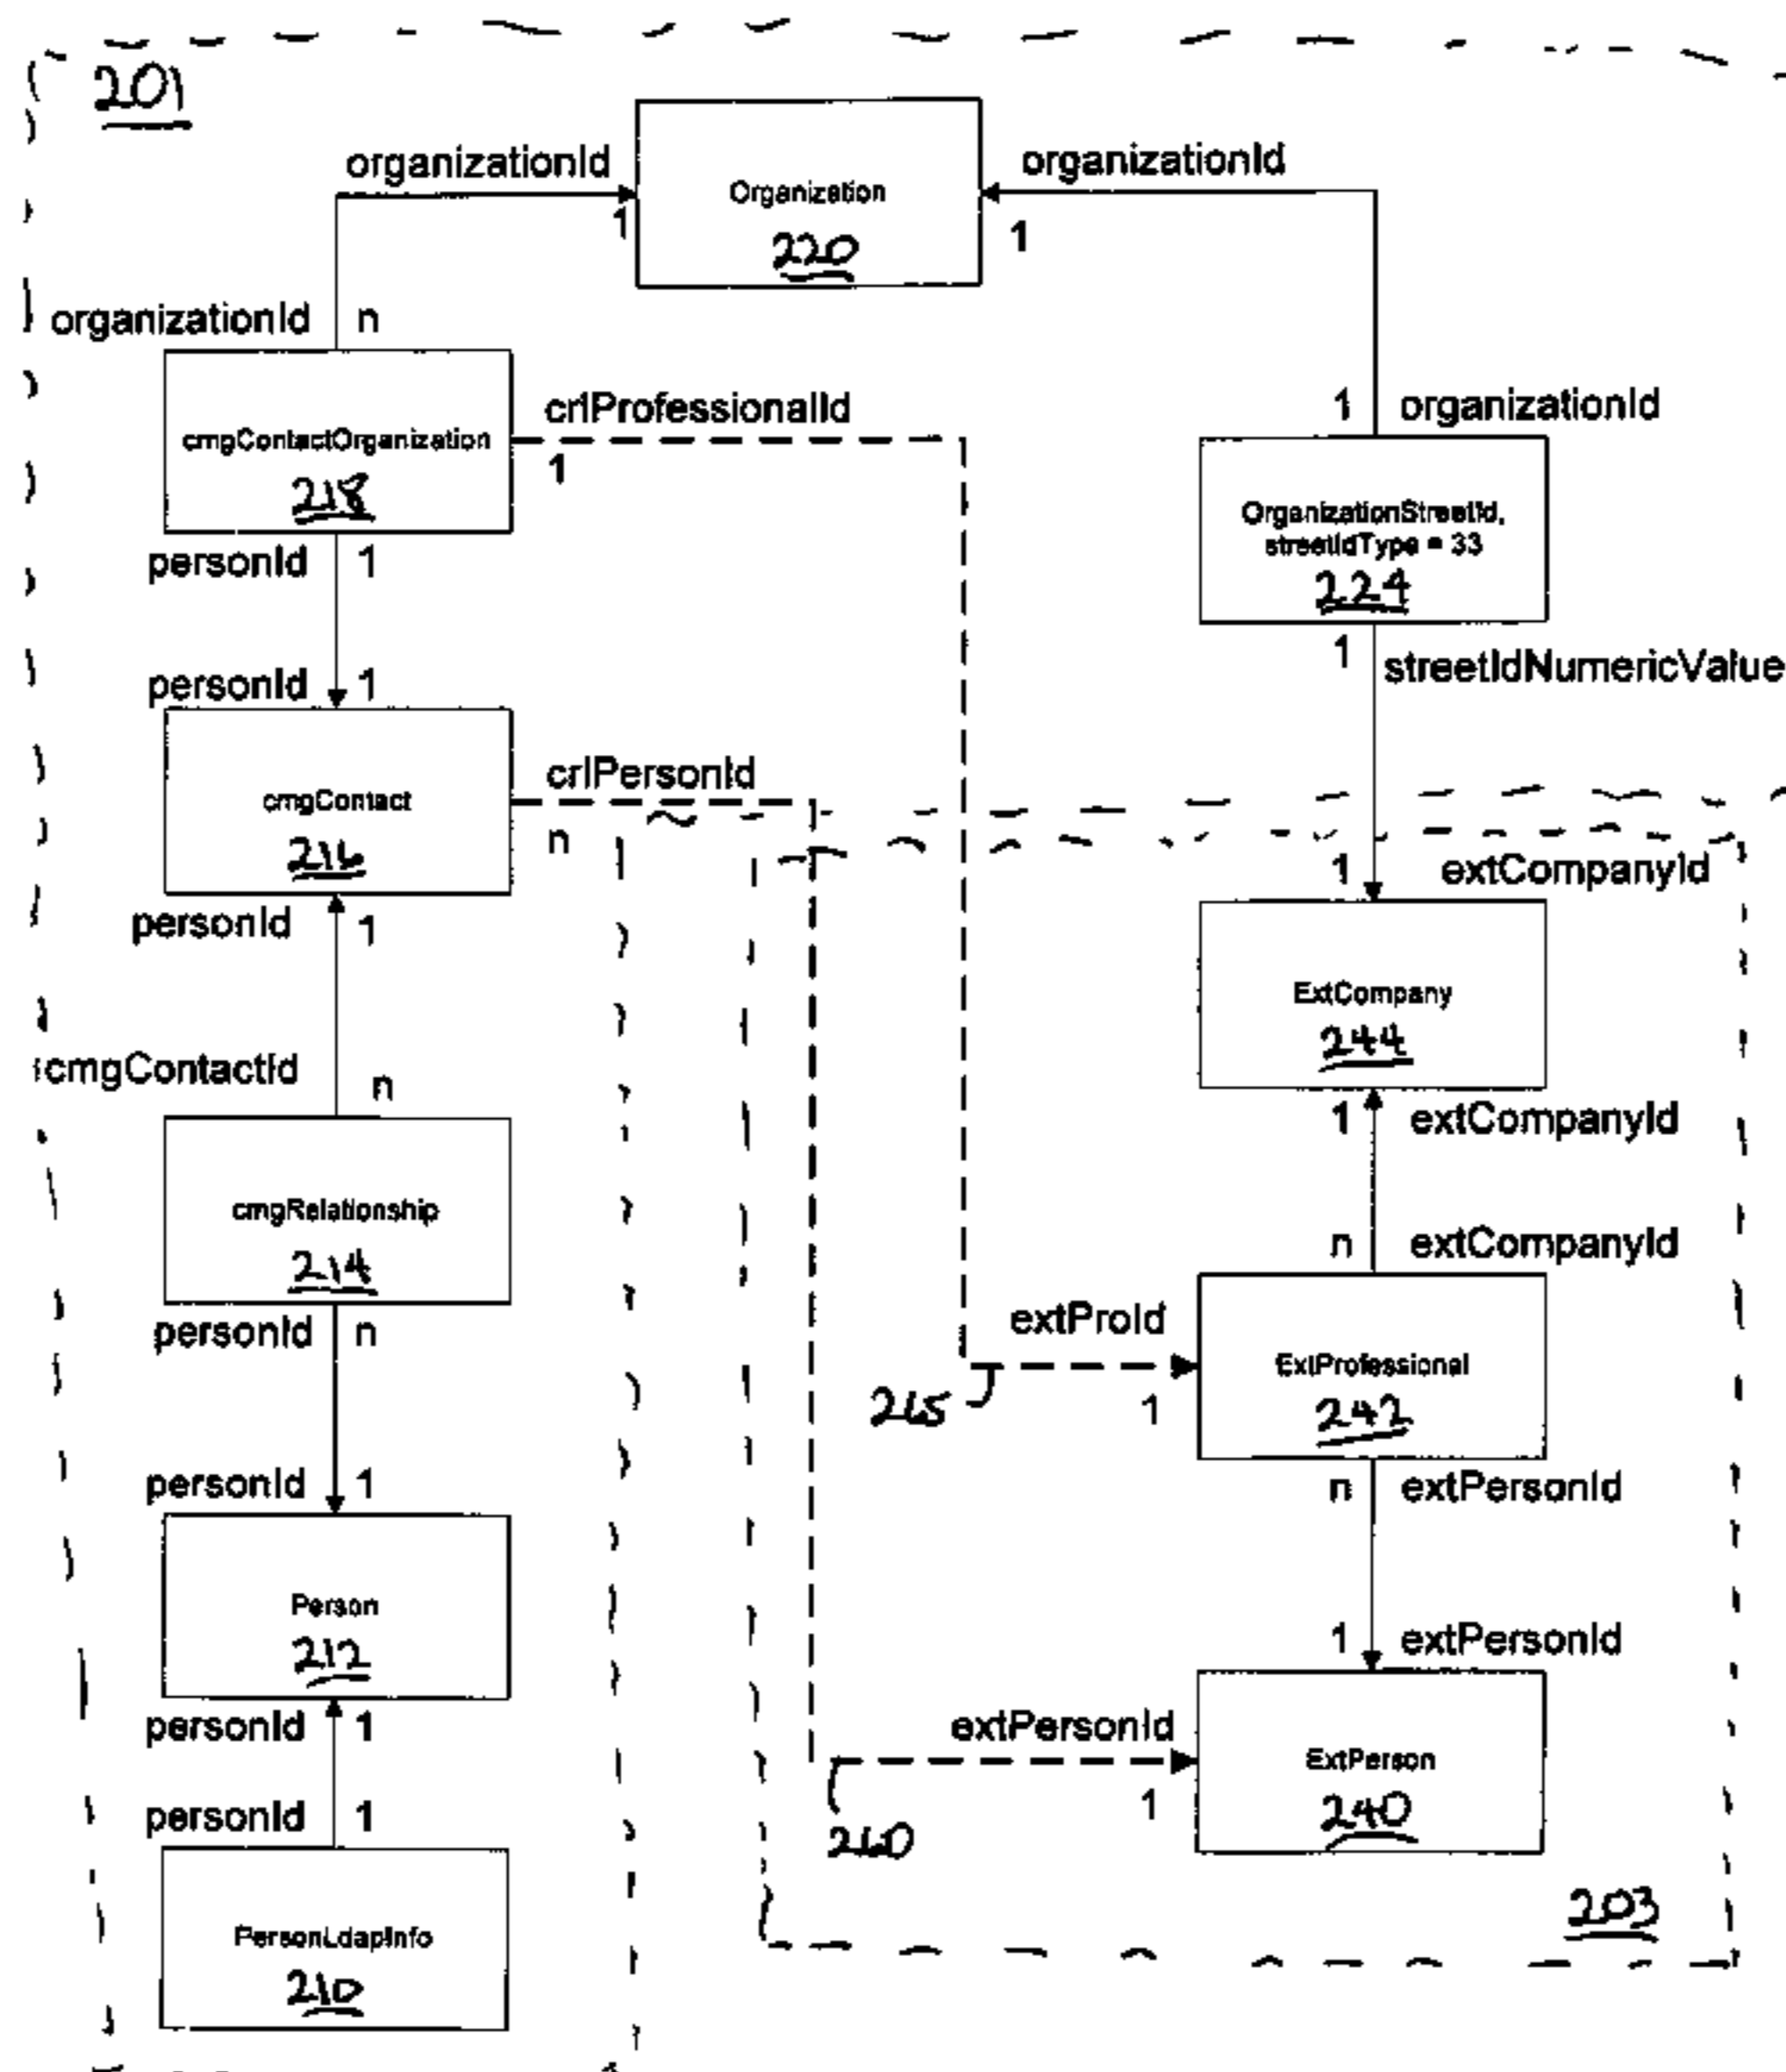 201
organizationId
organizationId
Organization
220
1
1
organizationId
n
cmgContactOrganization
218
crlProfessionalId
1
1
organizationId
OrganizationStreetId,
streetIdType = 33
224
personId
1
1
streetIdNumericValue
personId
1
cmgContact
216
crlPersonId
n
1
extCompanyId
personId
1
ExtCompany
244
cmgContactId
n
1
extCompanyId
cmgRelationship
214
n
extCompanyId
personId
n
extProId
265
1
ExtProfessional
242
personId
1
n
extPersonId
Person
212
1
extPersonId
personId
1
extPersonId
260
1
ExtPerson
240
personId
1
PersonLdapInfo
210
203